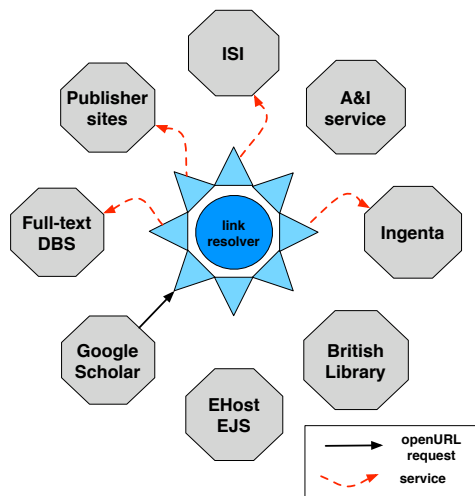 ISI
Publisher
sites
A&I
service
Full-text
DBS
link
resolver
Ingenta
Google
Scholar
British
Library
EHost
EJS
openURL
request
service